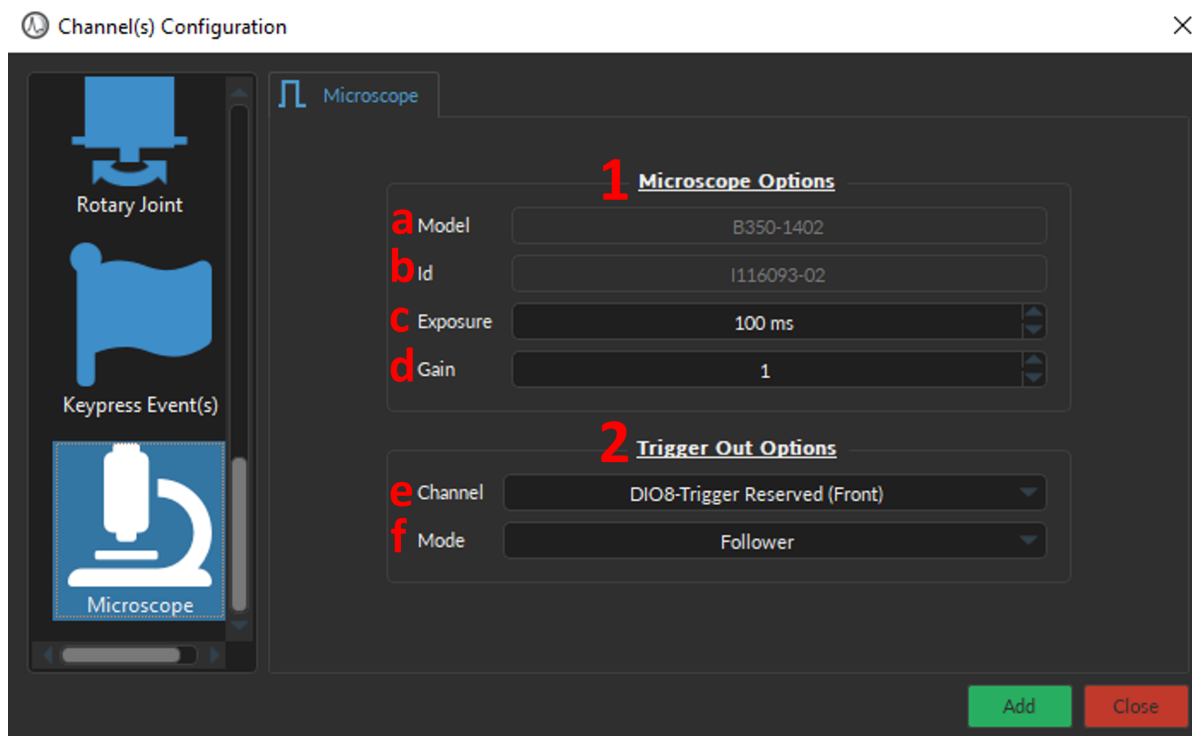 Channel(s) Configuration
Rotary Joint
Keypress Event(s)
Microscope
Microscope
1 Microscope Options
a Model B350-1402
b Id I116093-02
c Exposure 100 ms
d Gain 1
2 Trigger Out Options
e Channel DIO8-Trigger Reserved (Front)
f Mode Follower
Add Close